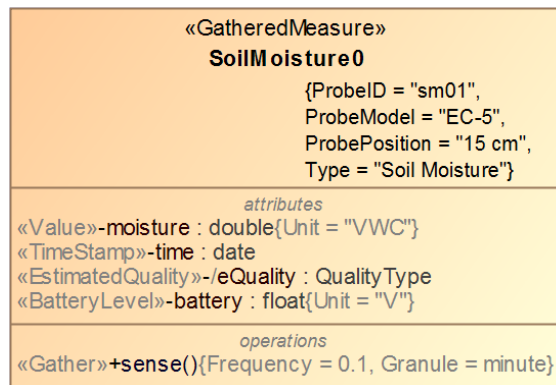 «GatheredMeasure»
SoilMoisture0
{ProbeID = "sm01",
ProbeModel = "EC-5",
ProbePosition = "15 cm",
Type = "Soil Moisture"}
attributes
«Value»-moisture : double{Unit = "VWC"}
«TimeStamp»-time : date
«EstimatedQuality»-/eQuality : QualityType
«BatteryLevel»-battery : float{Unit = "V"}
operations
«Gather»+sense(){Frequency = 0.1, Granule = minute}